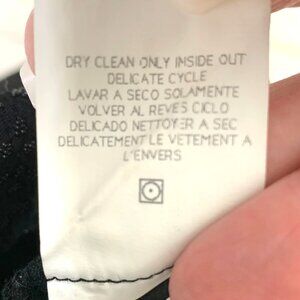 DRY CLEAN ONLY INSIDE OUT
DELICATE CYCLE
LAVAR A SECO SOLAMENTE
VOLVER AL REVES CICLO
DELICADO NETTOYER A SEC
DELICATEMENT LE VETEMENT A
L'ENVERS